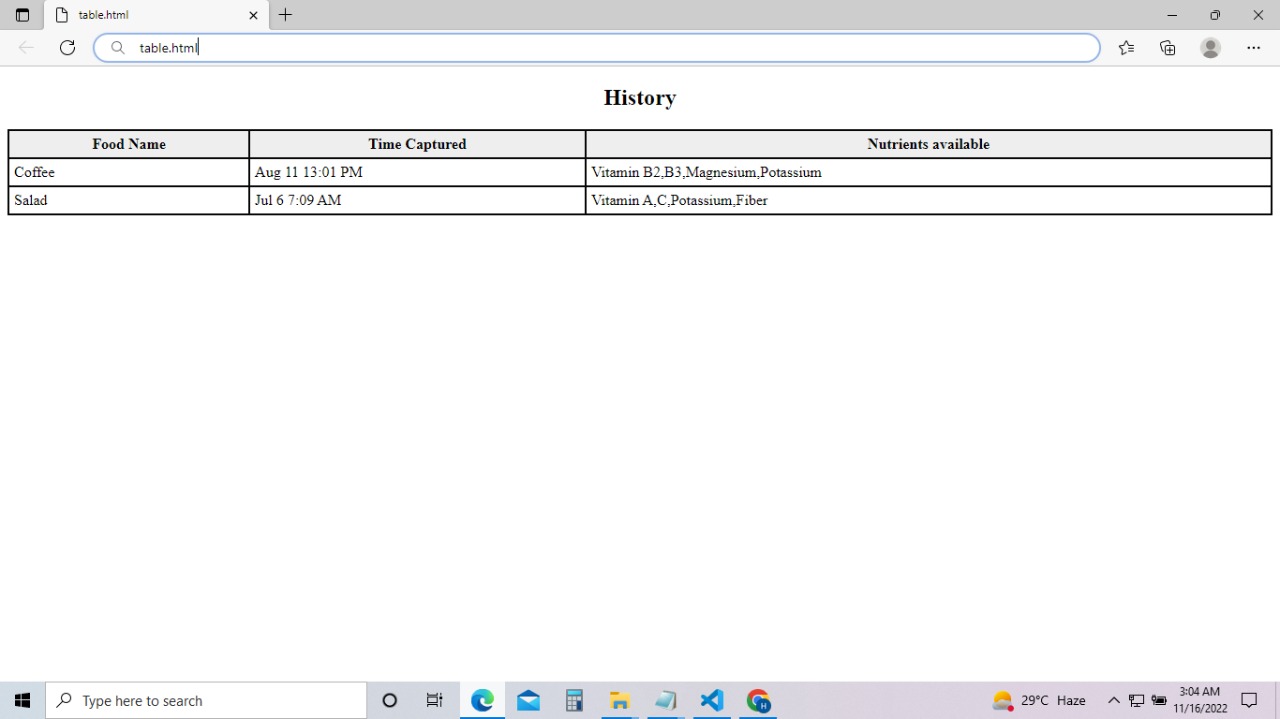 table.html
table.html
History
Food Name Time Captured Nutrients available
Coffee Aug 11 13:01 PM Vitamin B2,B3,Magnesium,Potassium
Salad Jul 6 7:09 AM Vitamin A,C,Potassium,Fiber
Type here to search
H
29°C Haze
3:04 AM
11/16/2022